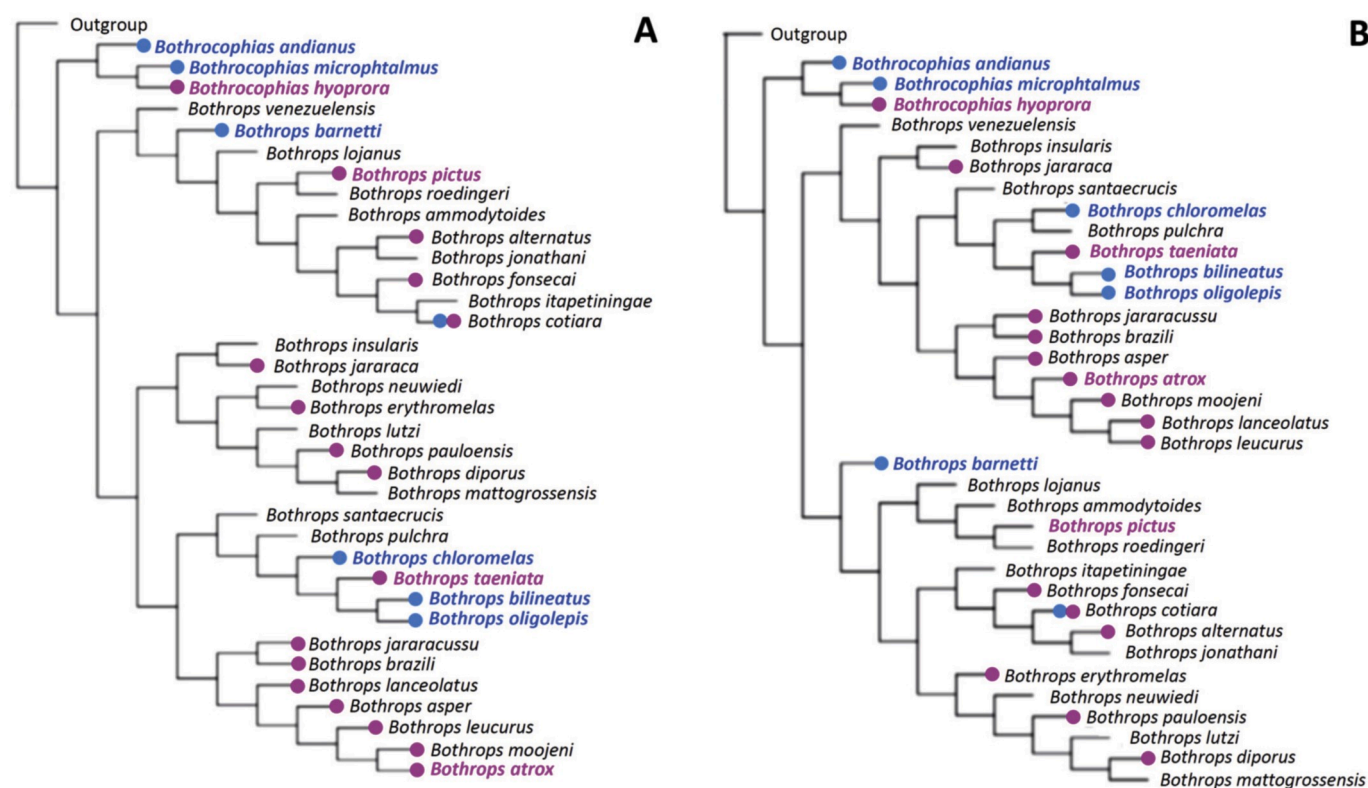 A
Outgroup
Bothrocophias andianus
Bothrocophias microphtalmus
Bothrocophias hyoprora
Bothrops venezuelensis
Bothrops barnetti
Bothrops lojanus
Bothrops pictus
Bothrops roedingeri
Bothrops ammodytoides
Bothrops alternatus
Bothrops jonathani
Bothrops fonsecai
Bothrops itapetiningae
Bothrops cotiara
Bothrops insularis
Bothrops jararaca
Bothrops neuwiedi
Bothrops erythromelas
Bothrops lutzi
Bothrops pauloensis
Bothrops diporus
Bothrops mattogrossensis
Bothrops santaecrucis
Bothrops pulchra
Bothrops chloromelas
Bothrops taeniata
Bothrops bilineatus
Bothrops oligolepis
Bothrops jararacussu
Bothrops brazili
Bothrops lanceolatus
Bothrops asper
Bothrops leucurus
Bothrops moojeni
Bothrops atrox
B
Outgroup
Bothrocophias andianus
Bothrocophias microphtalmus
Bothrocophias hyoprora
Bothrops venezuelensis
Bothrops insularis
Bothrops jararaca
Bothrops santaecrucis
Bothrops chloromelas
Bothrops pulchra
Bothrops taeniata
Bothrops bilineatus
Bothrops oligolepis
Bothrops jararacussu
Bothrops brazili
Bothrops asper
Bothrops atrox
Bothrops moojeni
Bothrops lanceolatus
Bothrops leucurus
Bothrops barnetti
Bothrops lojanus
Bothrops ammodytoides
Bothrops pictus
Bothrops roedingeri
Bothrops itapetiningae
Bothrops fonsecai
Bothrops cotiara
Bothrops alternatus
Bothrops jonathani
Bothrops erythromelas
Bothrops neuwiedi
Bothrops pauloensis
Bothrops lutzi
Bothrops diporus
Bothrops mattogrossensis